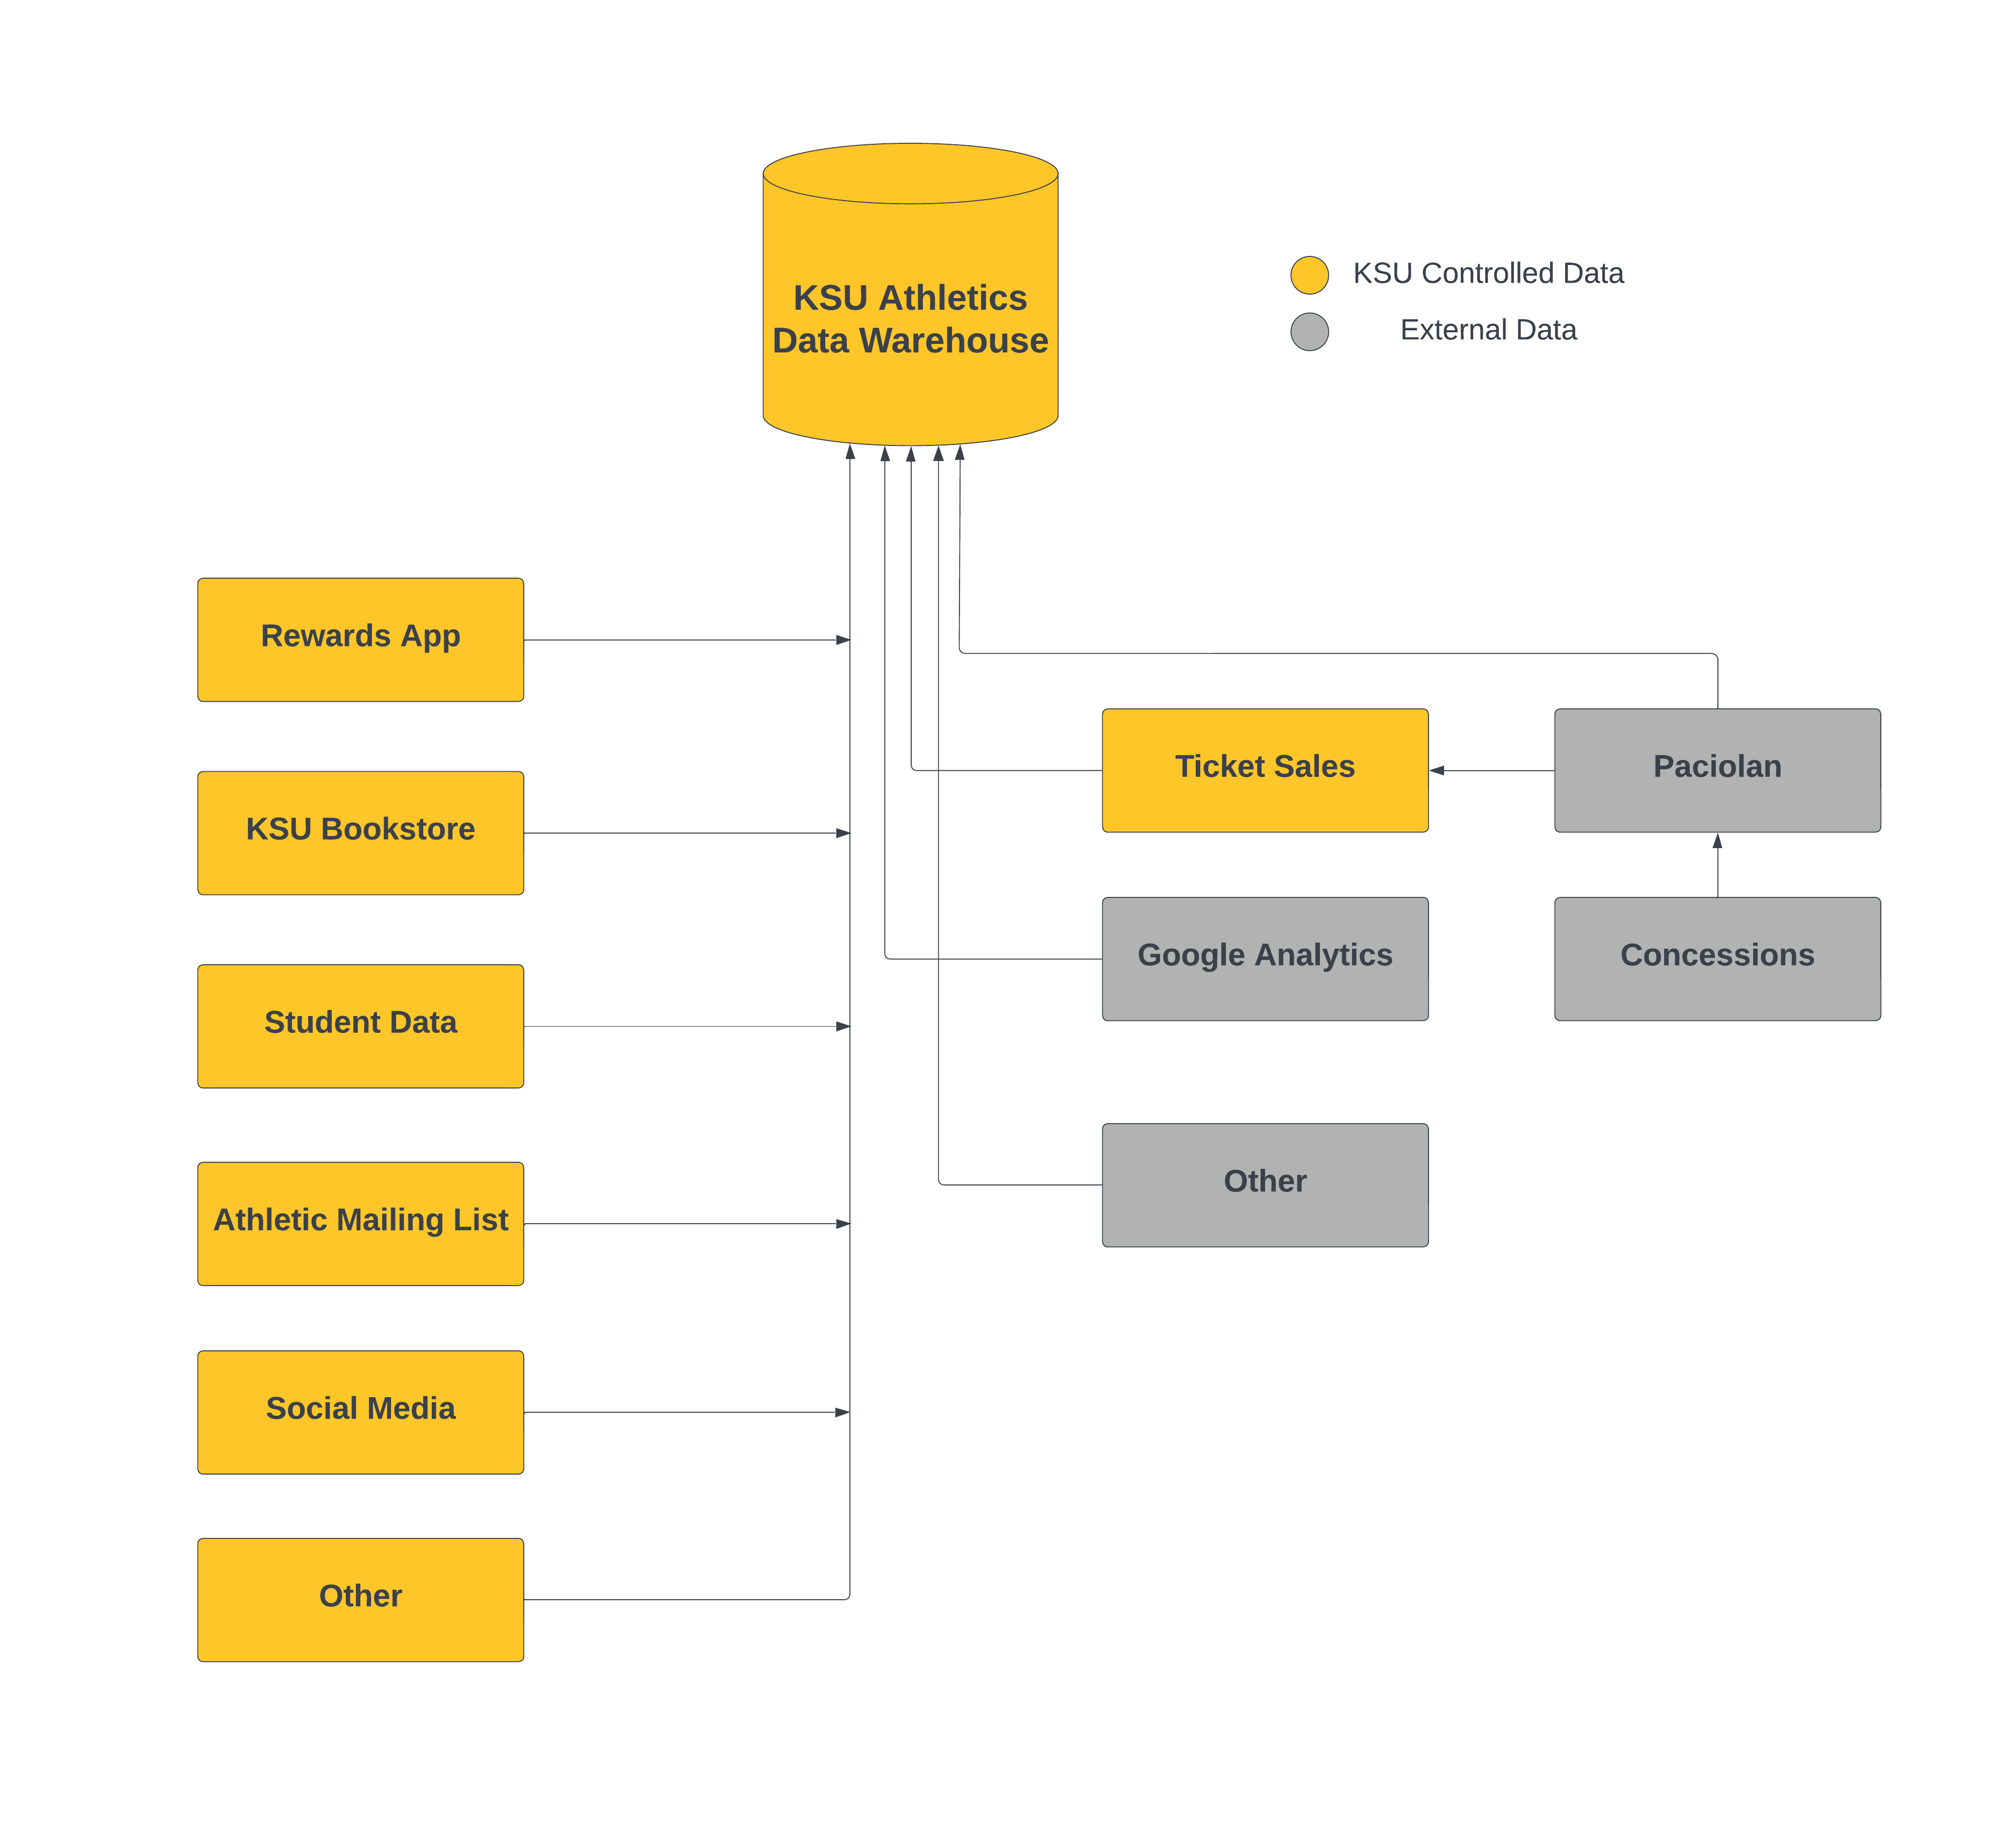 KSU Athletics
Data Warehouse
KSU Controlled Data
External Data
Rewards App
KSU Bookstore
Student Data
Athletic Mailing List
Social Media
Other
Ticket Sales
Paciolan
Google Analytics
Concessions
Other